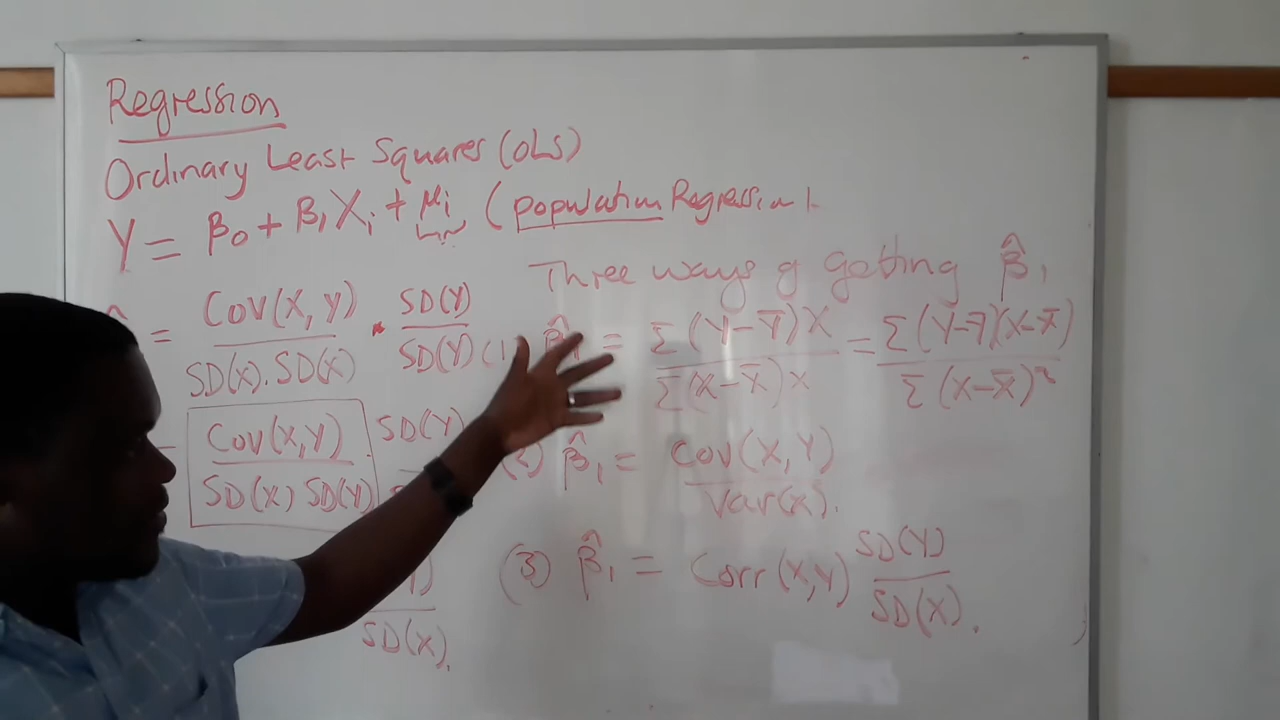 Regression
Ordinary Least Squares (OLS)
Y = β₀ + β₁Xᵢ + μᵢ (population Regression
Three ways of getting β̂₁
= Cov(X, Y) / SD(X).SD(X) * SD(Y) / SD(Y)
(1) β̂₁ = Σ(Y-Ȳ)X / Σ(X-X̄)X = Σ(Y-Ȳ)(X-X̄) / Σ(X-X̄)²
Cov(X,Y) / SD(X) SD(Y) SD(Y)
(2) β̂₁ = Cov(X,Y) / Var(X).
(3) β̂₁ = Corr(X,Y) SD(Y) / SD(X).
SD(X).